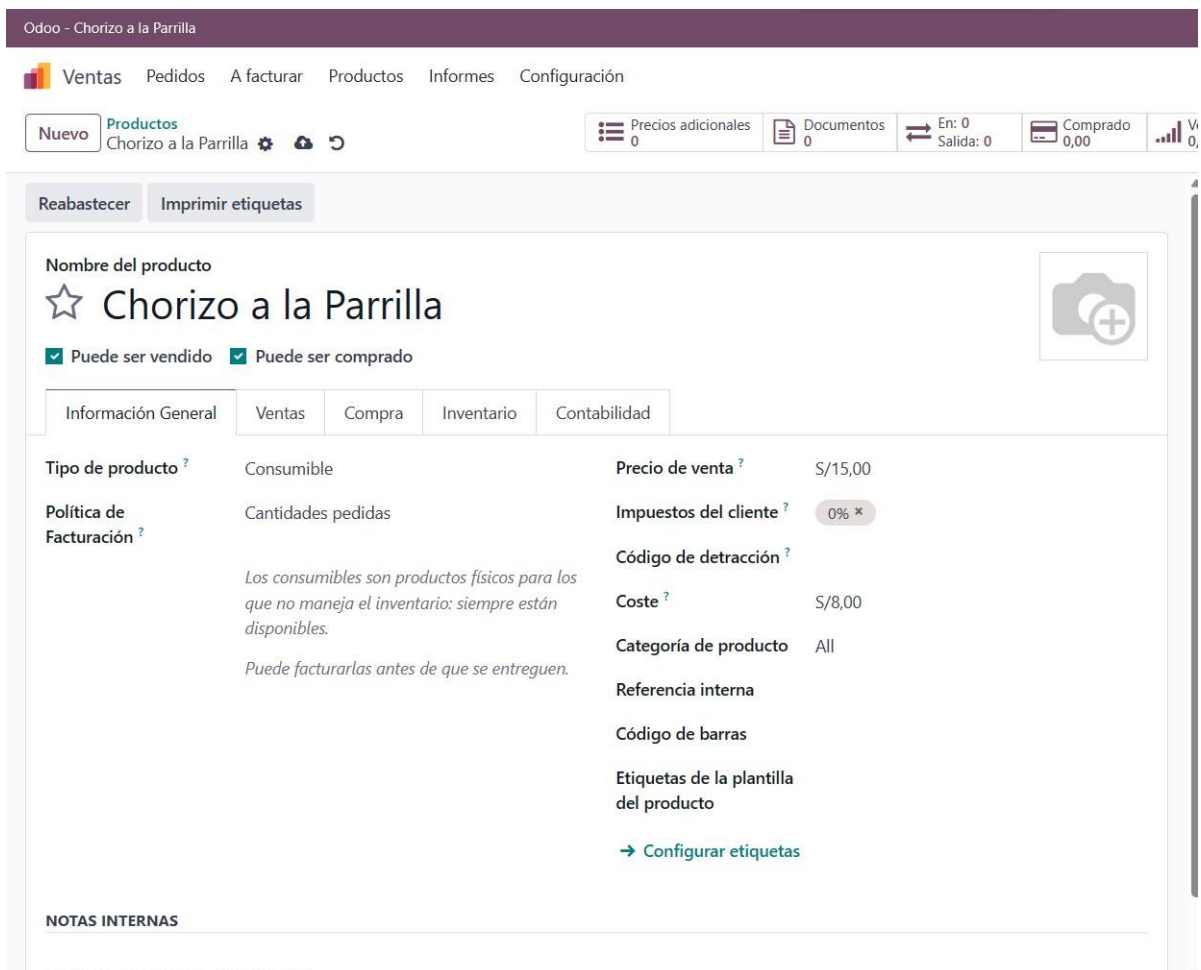 Odoo - Chorizo a la Parrilla
Ventas Pedidos A facturar Productos Informes Configuración
Nuevo
Productos
Chorizo a la Parrilla
Precios adicionales
0
Documentos
0
En: 0
Salida: 0
Comprado
0,00
Reabastecer Imprimir etiquetas
Nombre del producto
Chorizo a la Parrilla
Puede ser vendido Puede ser comprado
Información General Ventas Compra Inventario Contabilidad
Tipo de producto ? Consumible
Política de
Facturación ?
Cantidades pedidas
Los consumibles son productos físicos para los
que no maneja el inventario: siempre están
disponibles.
Puede facturarlas antes de que se entreguen.
Precio de venta ? S/15,00
Impuestos del cliente ? 0% ×
Código de detracción ?
Coste ? S/8,00
Categoría de producto All
Referencia interna
Código de barras
Etiquetas de la plantilla
del producto
→ Configurar etiquetas
NOTAS INTERNAS